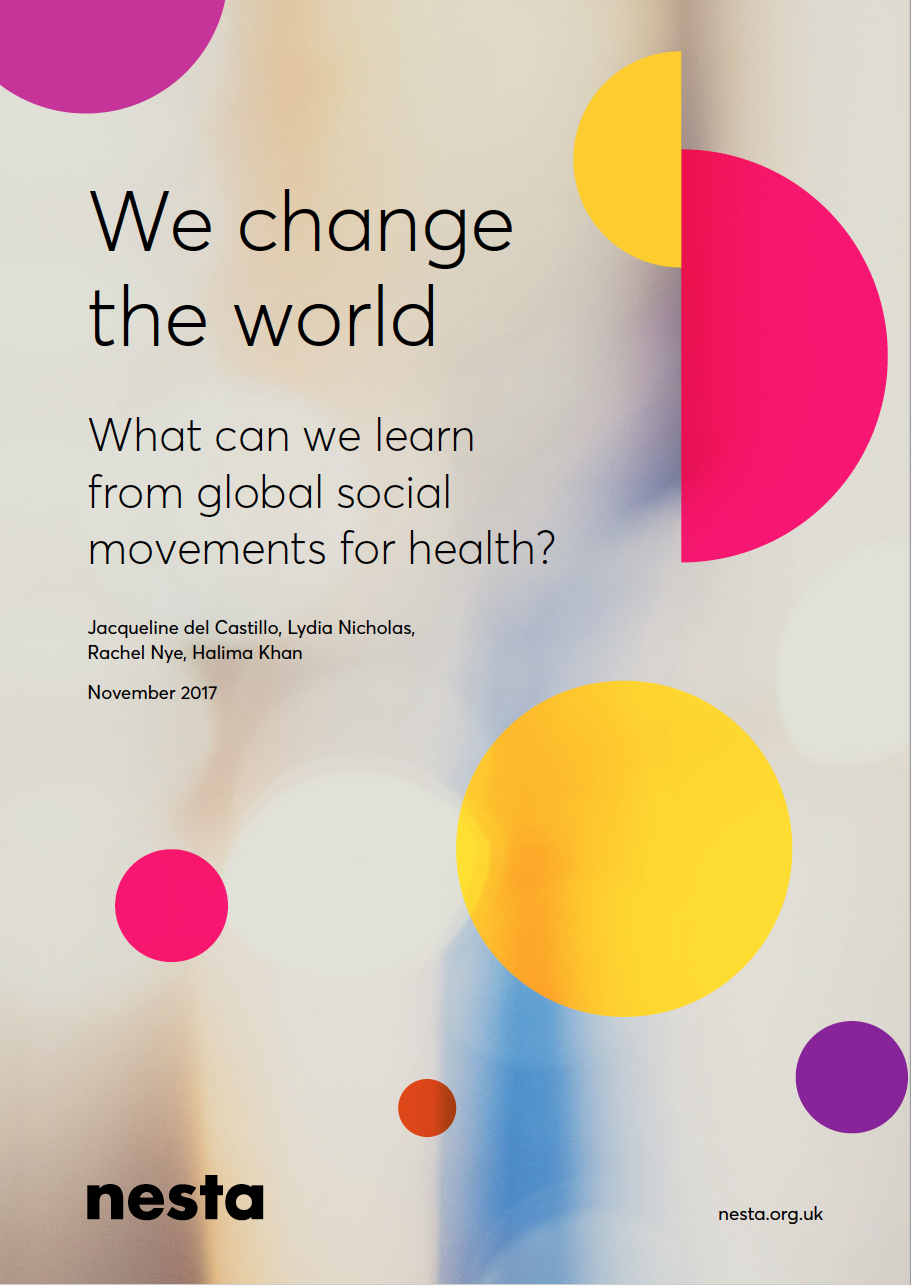 We change
the world
What can we learn
from global social
movements for health?
Jacqueline del Castillo, Lydia Nicholas,
Rachel Nye, Halima Khan
November 2017
nesta
nesta.org.uk